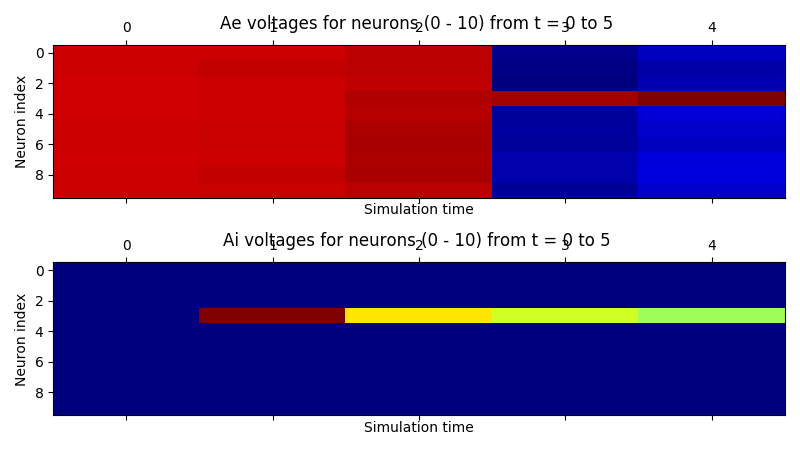 Ae voltages for neurons (0 - 10) from t = 0 to 5
0 1 2 3 4
Neuron index
0
2
4
6
8
Simulation time
Ai voltages for neurons (0 - 10) from t = 0 to 5
0 1 2 3 4
Neuron index
0
2
4
6
8
Simulation time